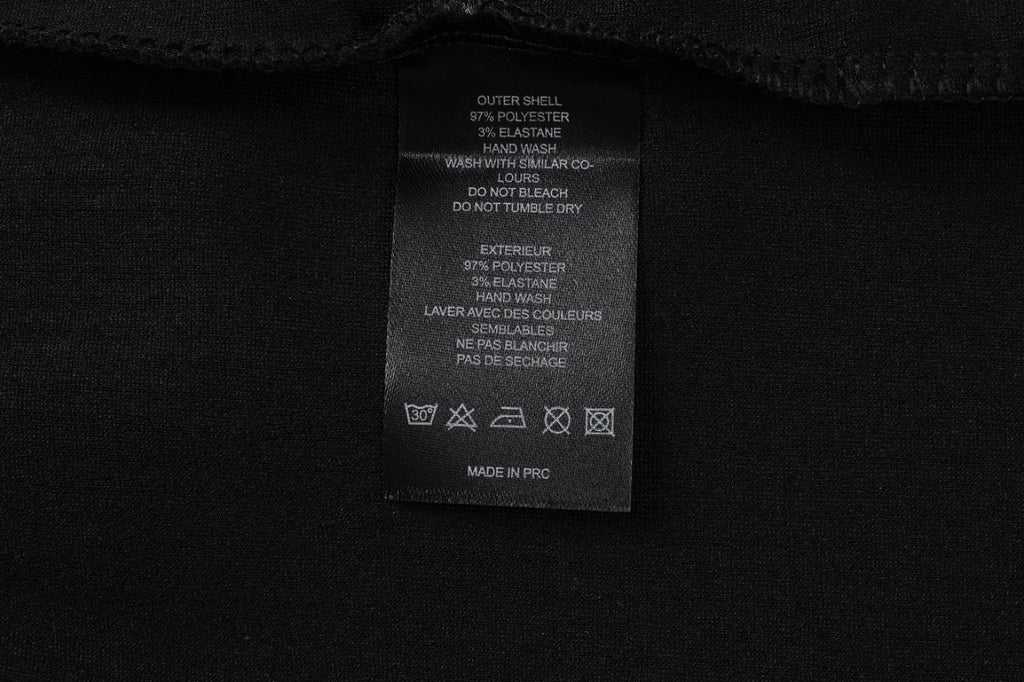 OUTER SHELL
97% POLYESTER
3% ELASTANE
HAND WASH
WASH WITH SIMILAR CO-
LOURS
DO NOT BLEACH
DO NOT TUMBLE DRY
EXTERIEUR
97% POLYESTER
3% ELASTANE
HAND WASH
LAVER AVEC DES COULEURS
SEMBLABLES
NE PAS BLANCHIR
PAS DE SECHAGE
30°
MADE IN PRC